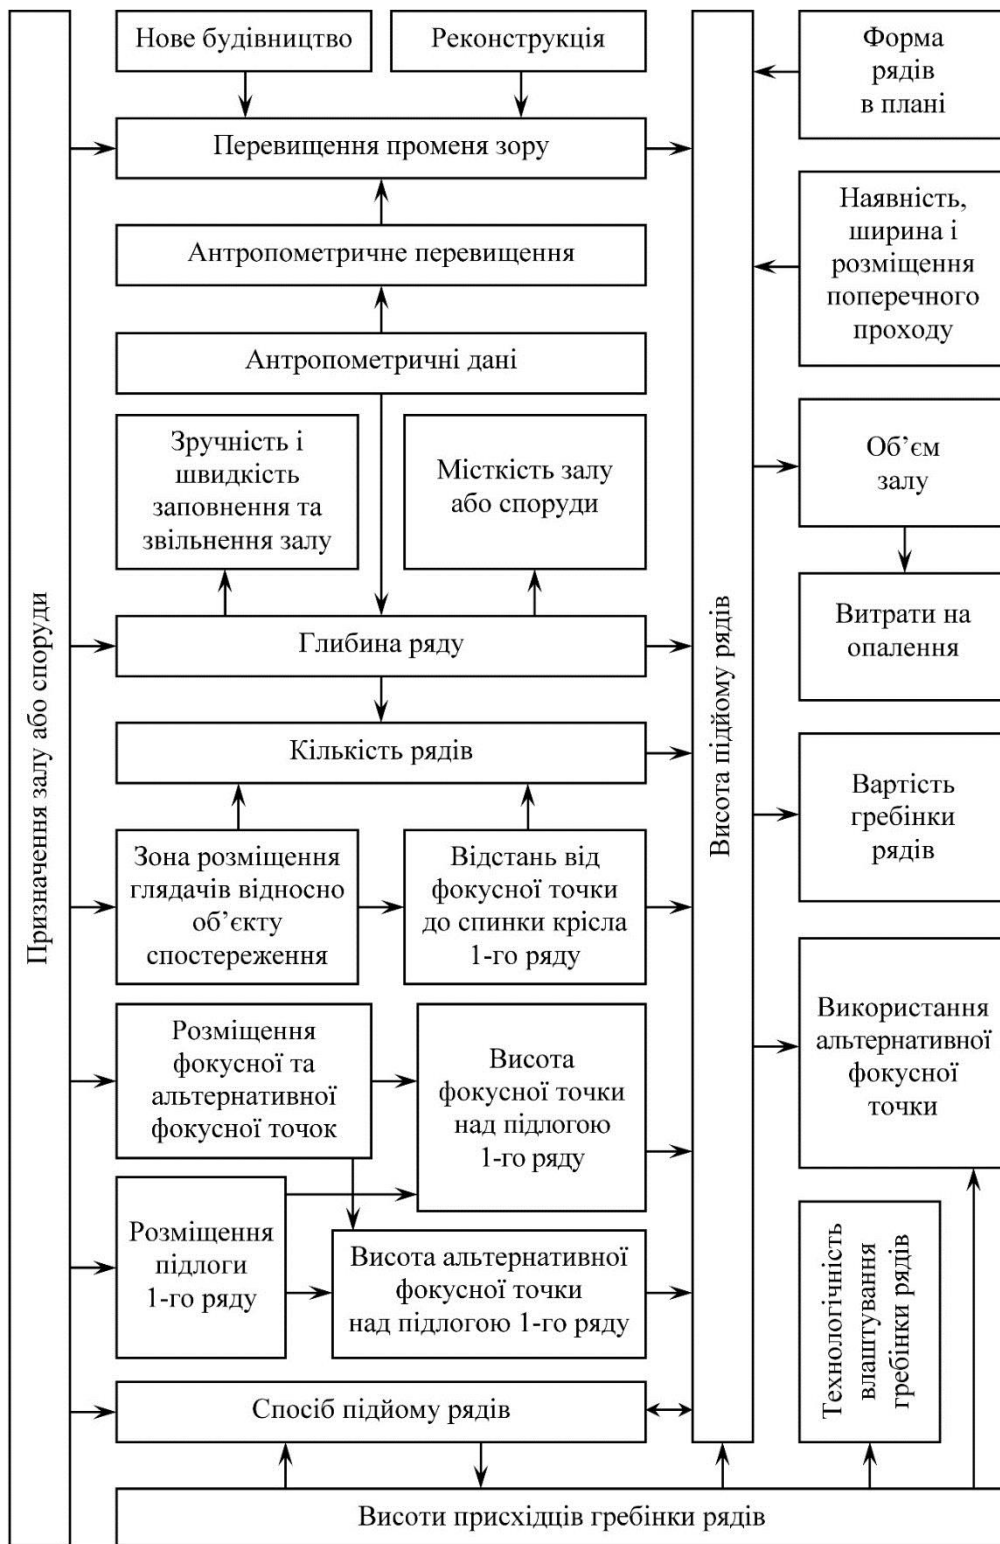 Нове будівництво
Реконструкція
Форма
рядів
в плані
Перевищення променя зору
Наявність,
ширина і
розміщення
поперечного
проходу
Антропометричне перевищення
Антропометричні дані
Зручність і
швидкість
заповнення та
звільнення залу
Місткість залу
або споруди
Об’єм
залу
Витрати на
опалення
Глибина ряду
Кількість рядів
Призначення залу або споруди
Висота підйому рядів
Вартість
гребінки
рядів
Зона розміщення
глядачів відносно
об’єкту
спостереження
Відстань від
фокусної точки
до спинки крісла
1-го ряду
Розміщення
фокусної та
альтернативної
фокусної точок
Висота
фокусної точки
над підлогою
1-го ряду
Використання
альтернативної
фокусної
точки
Розміщення
підлоги
1-го ряду
Висота альтернативної
фокусної точки
над підлогою 1-го ряду
Технологічність
влаштування
гребінки рядів
Спосіб підйому рядів
Висоти присхідців гребінки рядів